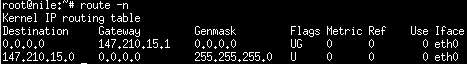 root@nile:~# route -n
Kernel IP routing table
Destination     Gateway         Genmask         Flags Metric Ref    Use Iface
0.0.0.0         147.210.15.1    0.0.0.0         UG    0      0        0 eth0
147.210.15.0    0.0.0.0         255.255.255.0   U     0      0        0 eth0